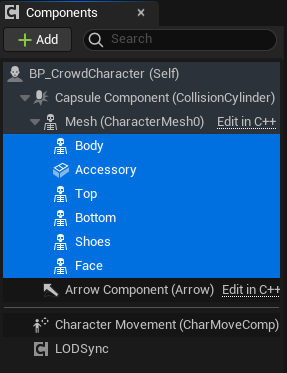 Components
Add
Search
BP_CrowdCharacter (Self)
Capsule Component (CollisionCylinder)
Mesh (CharacterMesh0) Edit in C++
Body
Accessory
Top
Bottom
Shoes
Face
Arrow Component (Arrow) Edit in C++
Character Movement (CharMoveComp)
LODSync